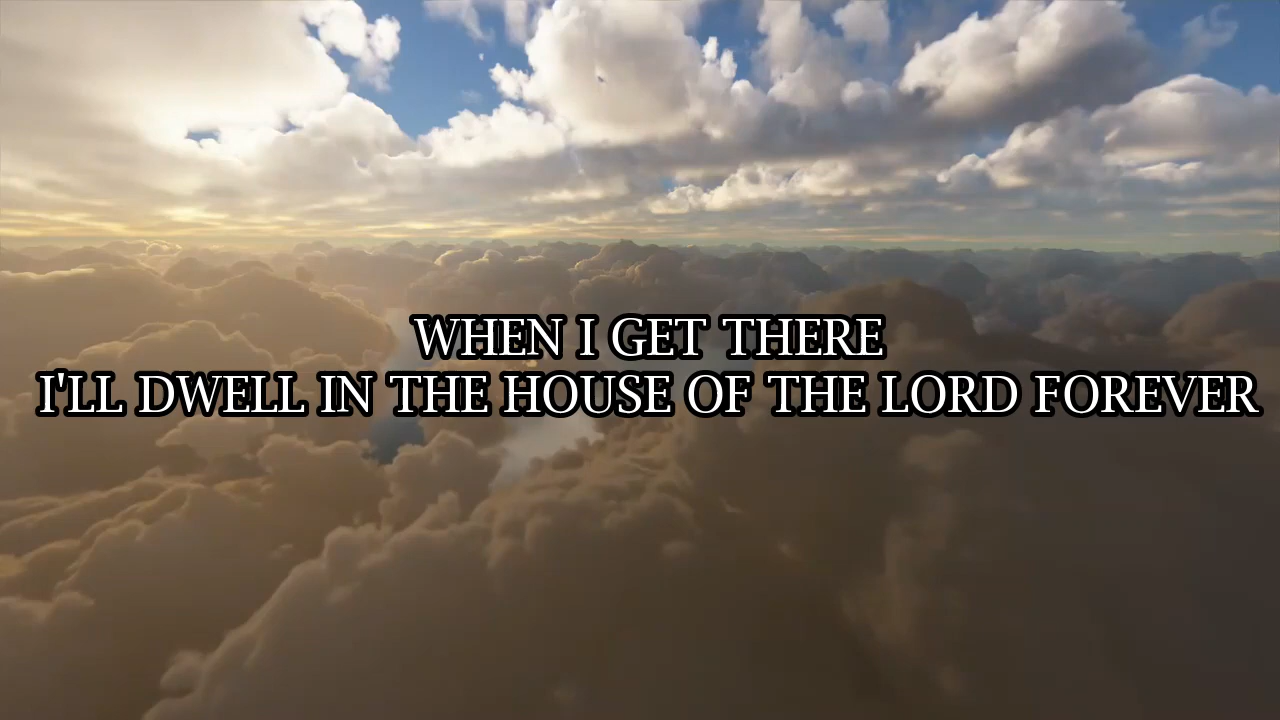 WHEN I GET THERE
I'LL DWELL IN THE HOUSE OF THE LORD FOREVER